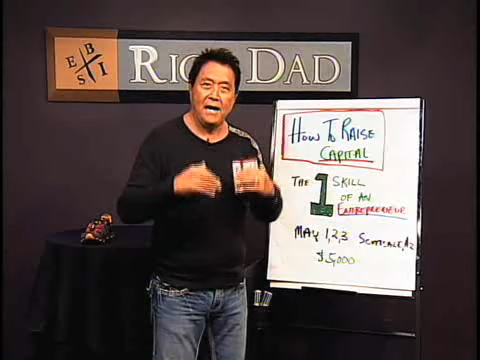 E B I S
RICH DAD
HOW TO RAISE
CAPITAL
THE 1 SKILL
OF AN
ENTREPRENEUR
MAY 1,2,3 SCOTTSDALE, AZ
$5,000